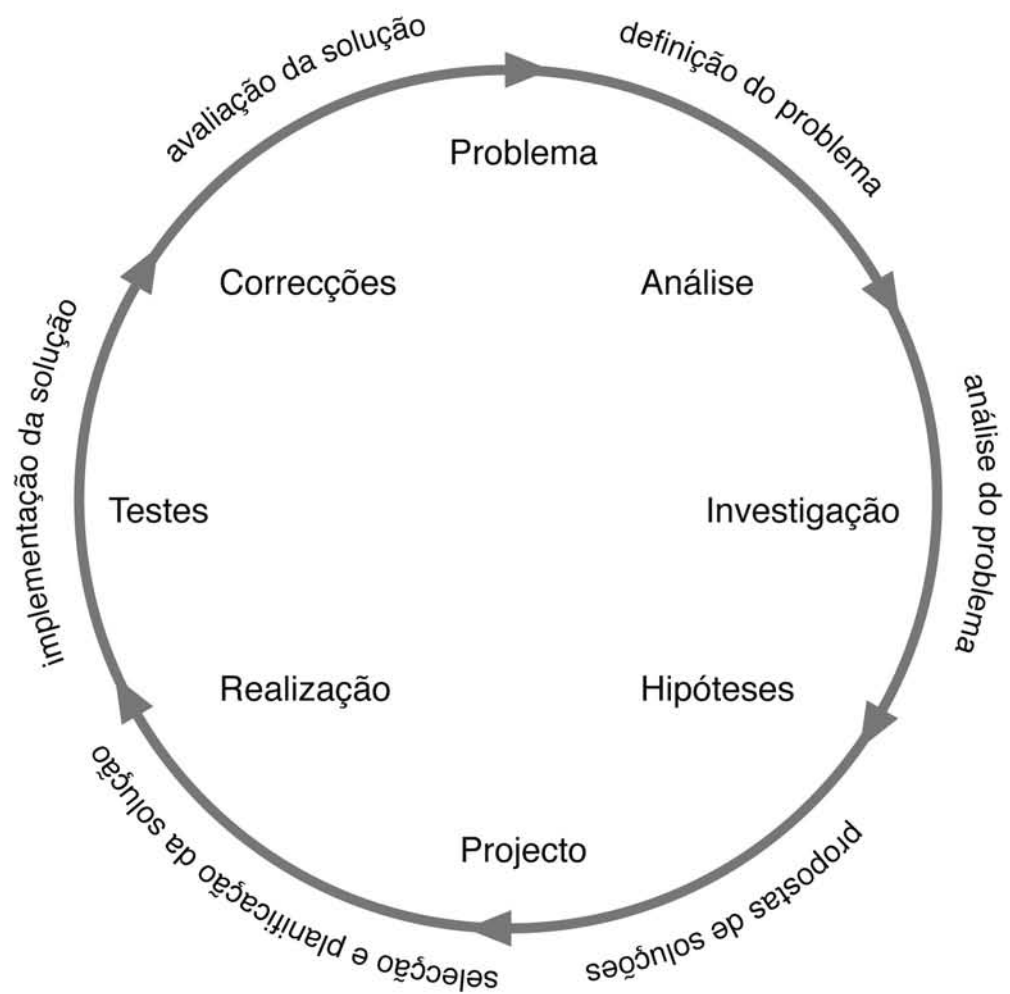 avaliação da solução
definição do problema
Problema
Correcções
Análise
implementação da solução
análise do problema
Testes
Investigação
Realização
Hipóteses
Projecto
selecção e planificação da solução
propostas de soluções